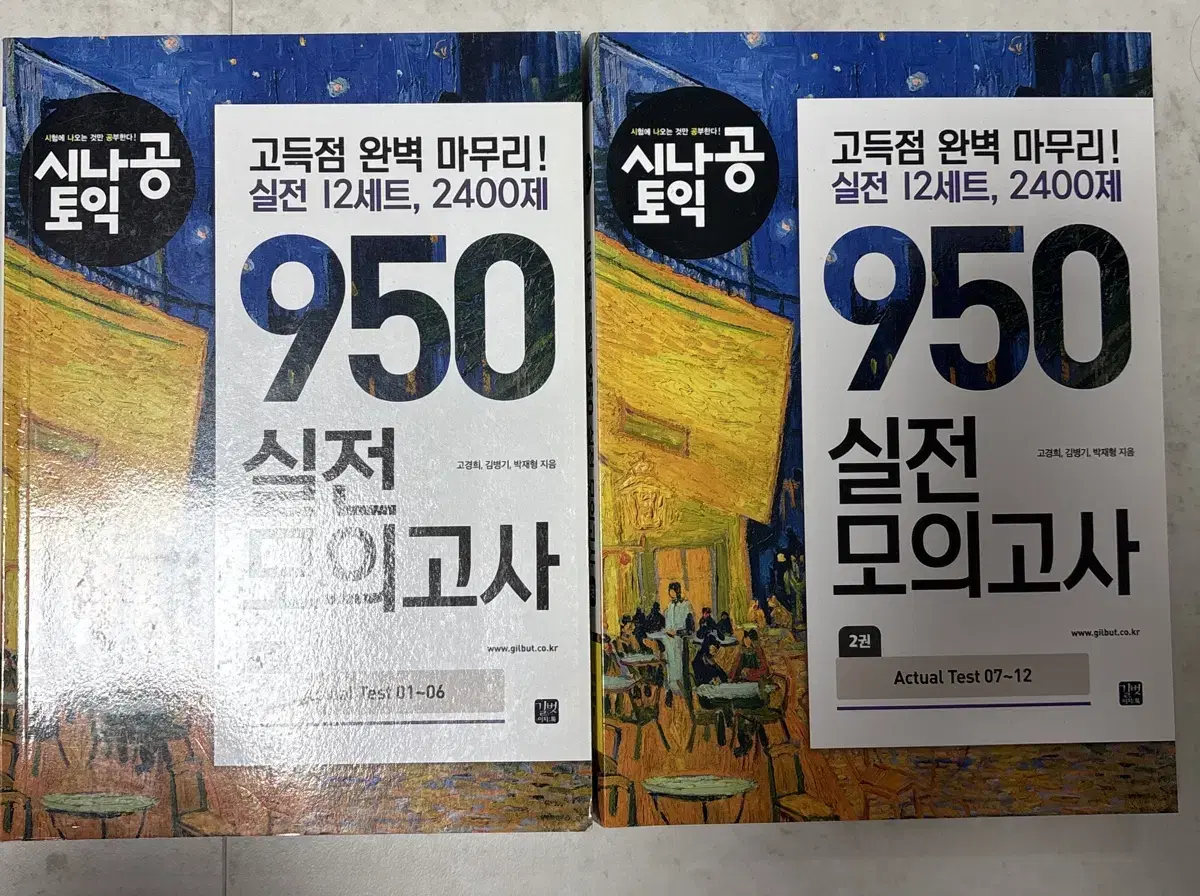 시험에 나오는 것만 공부한다!
시나공
토익
고득점 완벽 마무리!
실전 12세트, 2400제
950
실전
고경희, 김병기, 박재형 지음
모의고사
www.gilbut.co.kr
Test 01~06
길벗
이지:톡
시험에 나오는 것만 공부한다!
시나공
토익
고득점 완벽 마무리!
실전 12세트, 2400제
950
실전
고경희, 김병기, 박재형 지음
모의고사
www.gilbut.co.kr
2권
Actual Test 07~12
길벗
이지:톡